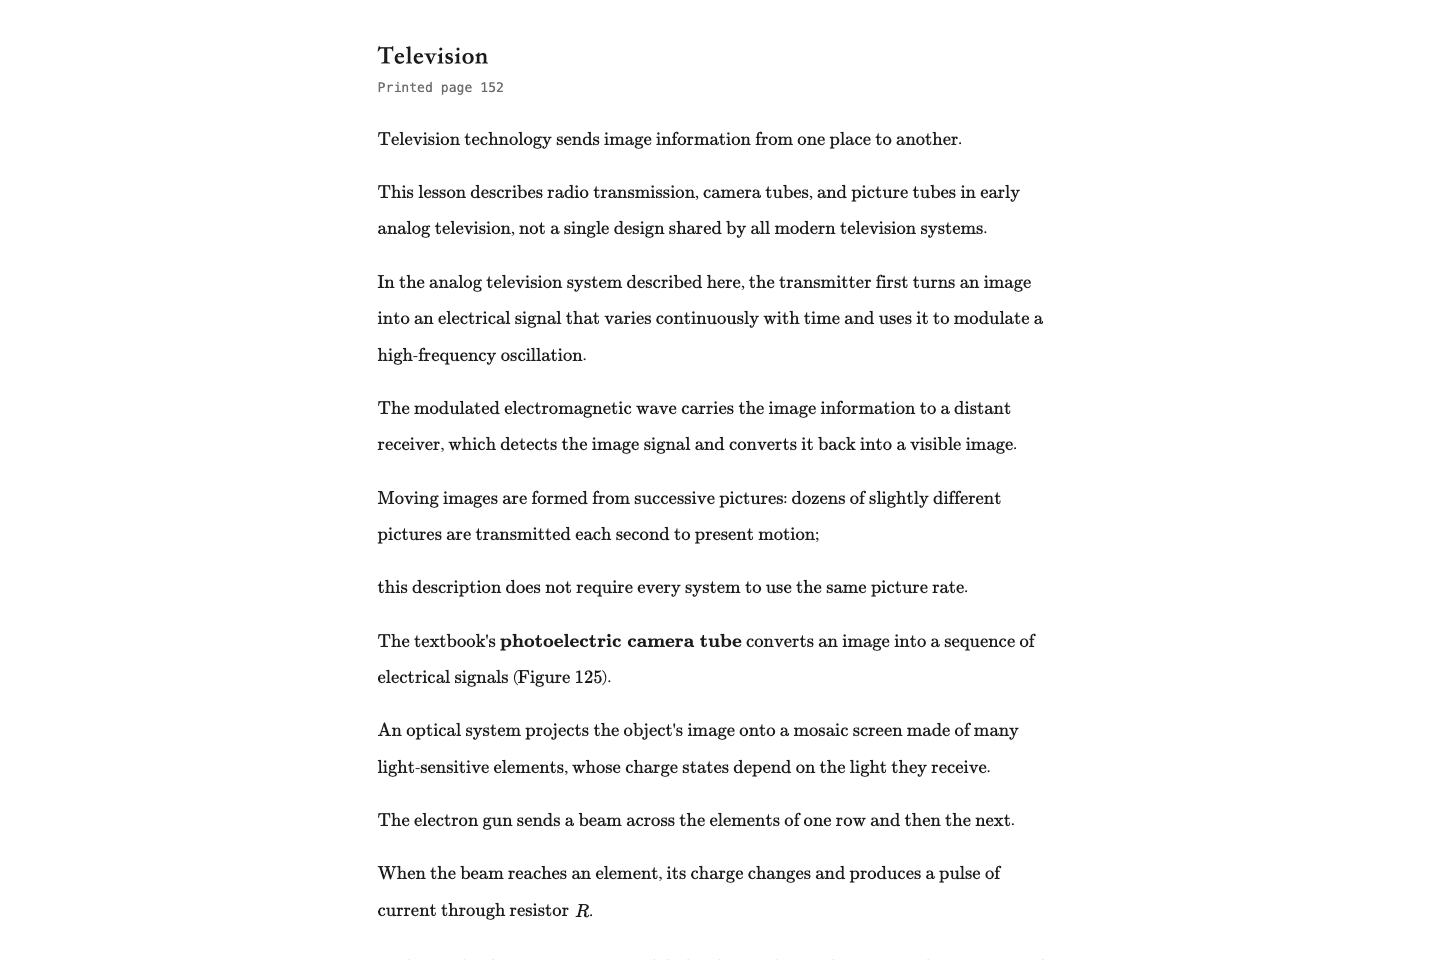 Television
Printed page 152
Television technology sends image information from one place to another.
This lesson describes radio transmission, camera tubes, and picture tubes in early
analog television, not a single design shared by all modern television systems.
In the analog television system described here, the transmitter first turns an image
into an electrical signal that varies continuously with time and uses it to modulate a
high-frequency oscillation.
The modulated electromagnetic wave carries the image information to a distant
receiver, which detects the image signal and converts it back into a visible image.
Moving images are formed from successive pictures: dozens of slightly different
pictures are transmitted each second to present motion;
this description does not require every system to use the same picture rate.
The textbook's photoelectric camera tube converts an image into a sequence of
electrical signals (Figure 125).
An optical system projects the object's image onto a mosaic screen made of many
light-sensitive elements, whose charge states depend on the light they receive.
The electron gun sends a beam across the elements of one row and then the next.
When the beam reaches an element, its charge changes and produces a pulse of
current through resistor R.